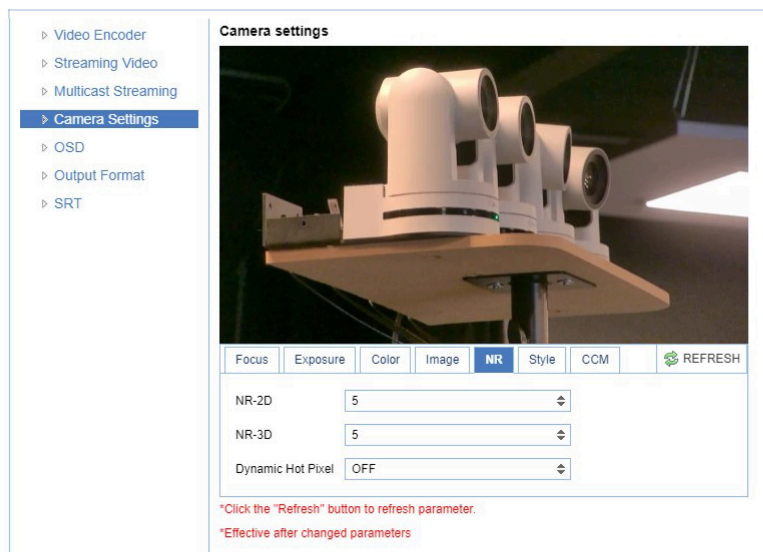 Video Encoder
Streaming Video
Multicast Streaming
Camera Settings
OSD
Output Format
SRT
Camera settings
Focus Exposure Color Image NR Style CCM REFRESH
NR-2D 5
NR-3D 5
Dynamic Hot Pixel OFF
*Click the "Refresh" button to refresh parameter.
*Effective after changed parameters